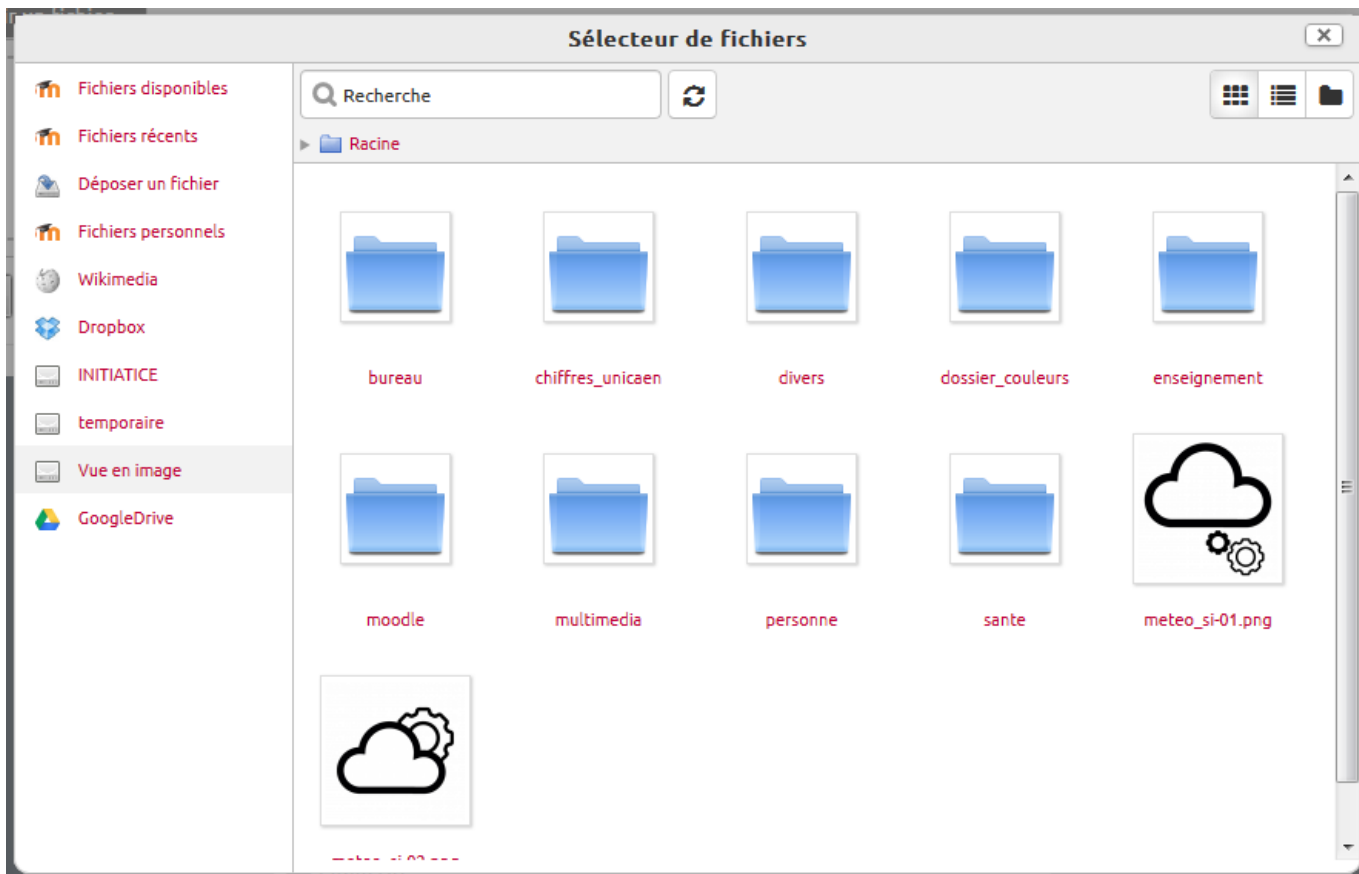 Sélecteur de fichiers
Fichiers disponibles
Fichiers récents
Déposer un fichier
Fichiers personnels
Wikimedia
Dropbox
INITIATICE
temporaire
Vue en image
GoogleDrive
Recherche
Racine
bureau chiffres_unicaen divers dossier_couleurs enseignement
moodle multimedia personne sante meteo_si-01.png